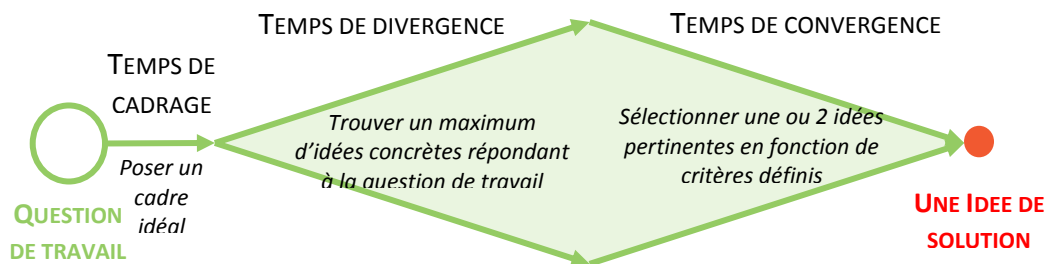 TEMPS DE DIVERGENCE
TEMPS DE CONVERGENCE
TEMPS DE
CADRAGE
Poser un
cadre
idéal
Trouver un maximum
d'idées concrètes répondant
à la question de travail
Sélectionner une ou 2 idées
pertinentes en fonction de
critères définis
QUESTION
DE TRAVAIL
UNE IDEE DE
SOLUTION